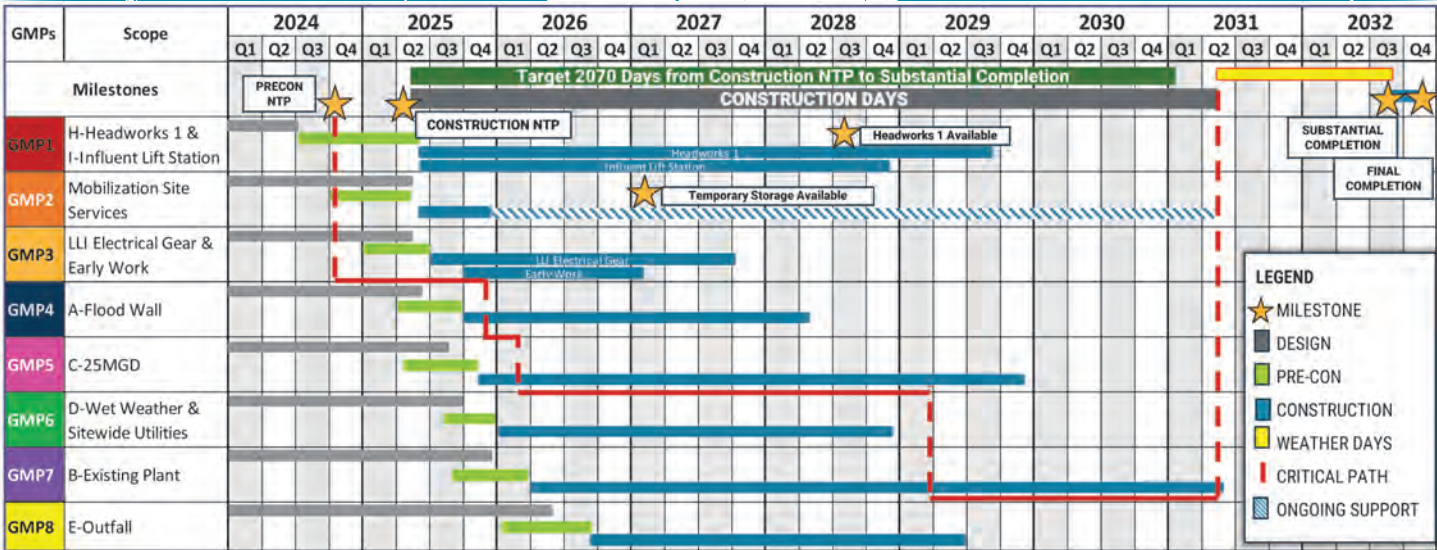 GMPs Scope 2024 2025 2026 2027 2028 2029 2030 2031 2032
Q1 Q2 Q3 Q4 Q1 Q2 Q3 Q4 Q1 Q2 Q3 Q4 Q1 Q2 Q3 Q4 Q1 Q2 Q3 Q4 Q1 Q2 Q3 Q4 Q1 Q2 Q3 Q4 Q1 Q2 Q3 Q4 Q1 Q2 Q3 Q4
Milestones
PRECON
NTP
Target 2070 Days from Construction NTP to Substantial Completion
CONSTRUCTION DAYS
CONSTRUCTION NTP
Headworks 1 Available
SUBSTANTIAL
COMPLETION
FINAL
COMPLETION
GMP1
H-Headworks 1 &
I-Influent Lift Station
Headworks 1
Influent Lift Station
GMP2
Mobilization Site
Services
Temporary Storage Available
GMP3
LLI Electrical Gear &
Early Work
LLI Electrical Gear
Early Work
GMP4
A-Flood Wall
GMP5
C-25MGD
GMP6
D-Wet Weather &
Sitewide Utilities
GMP7
B-Existing Plant
GMP8
E-Outfall
LEGEND
MILESTONE
DESIGN
PRE-CON
CONSTRUCTION
WEATHER DAYS
CRITICAL PATH
ONGOING SUPPORT